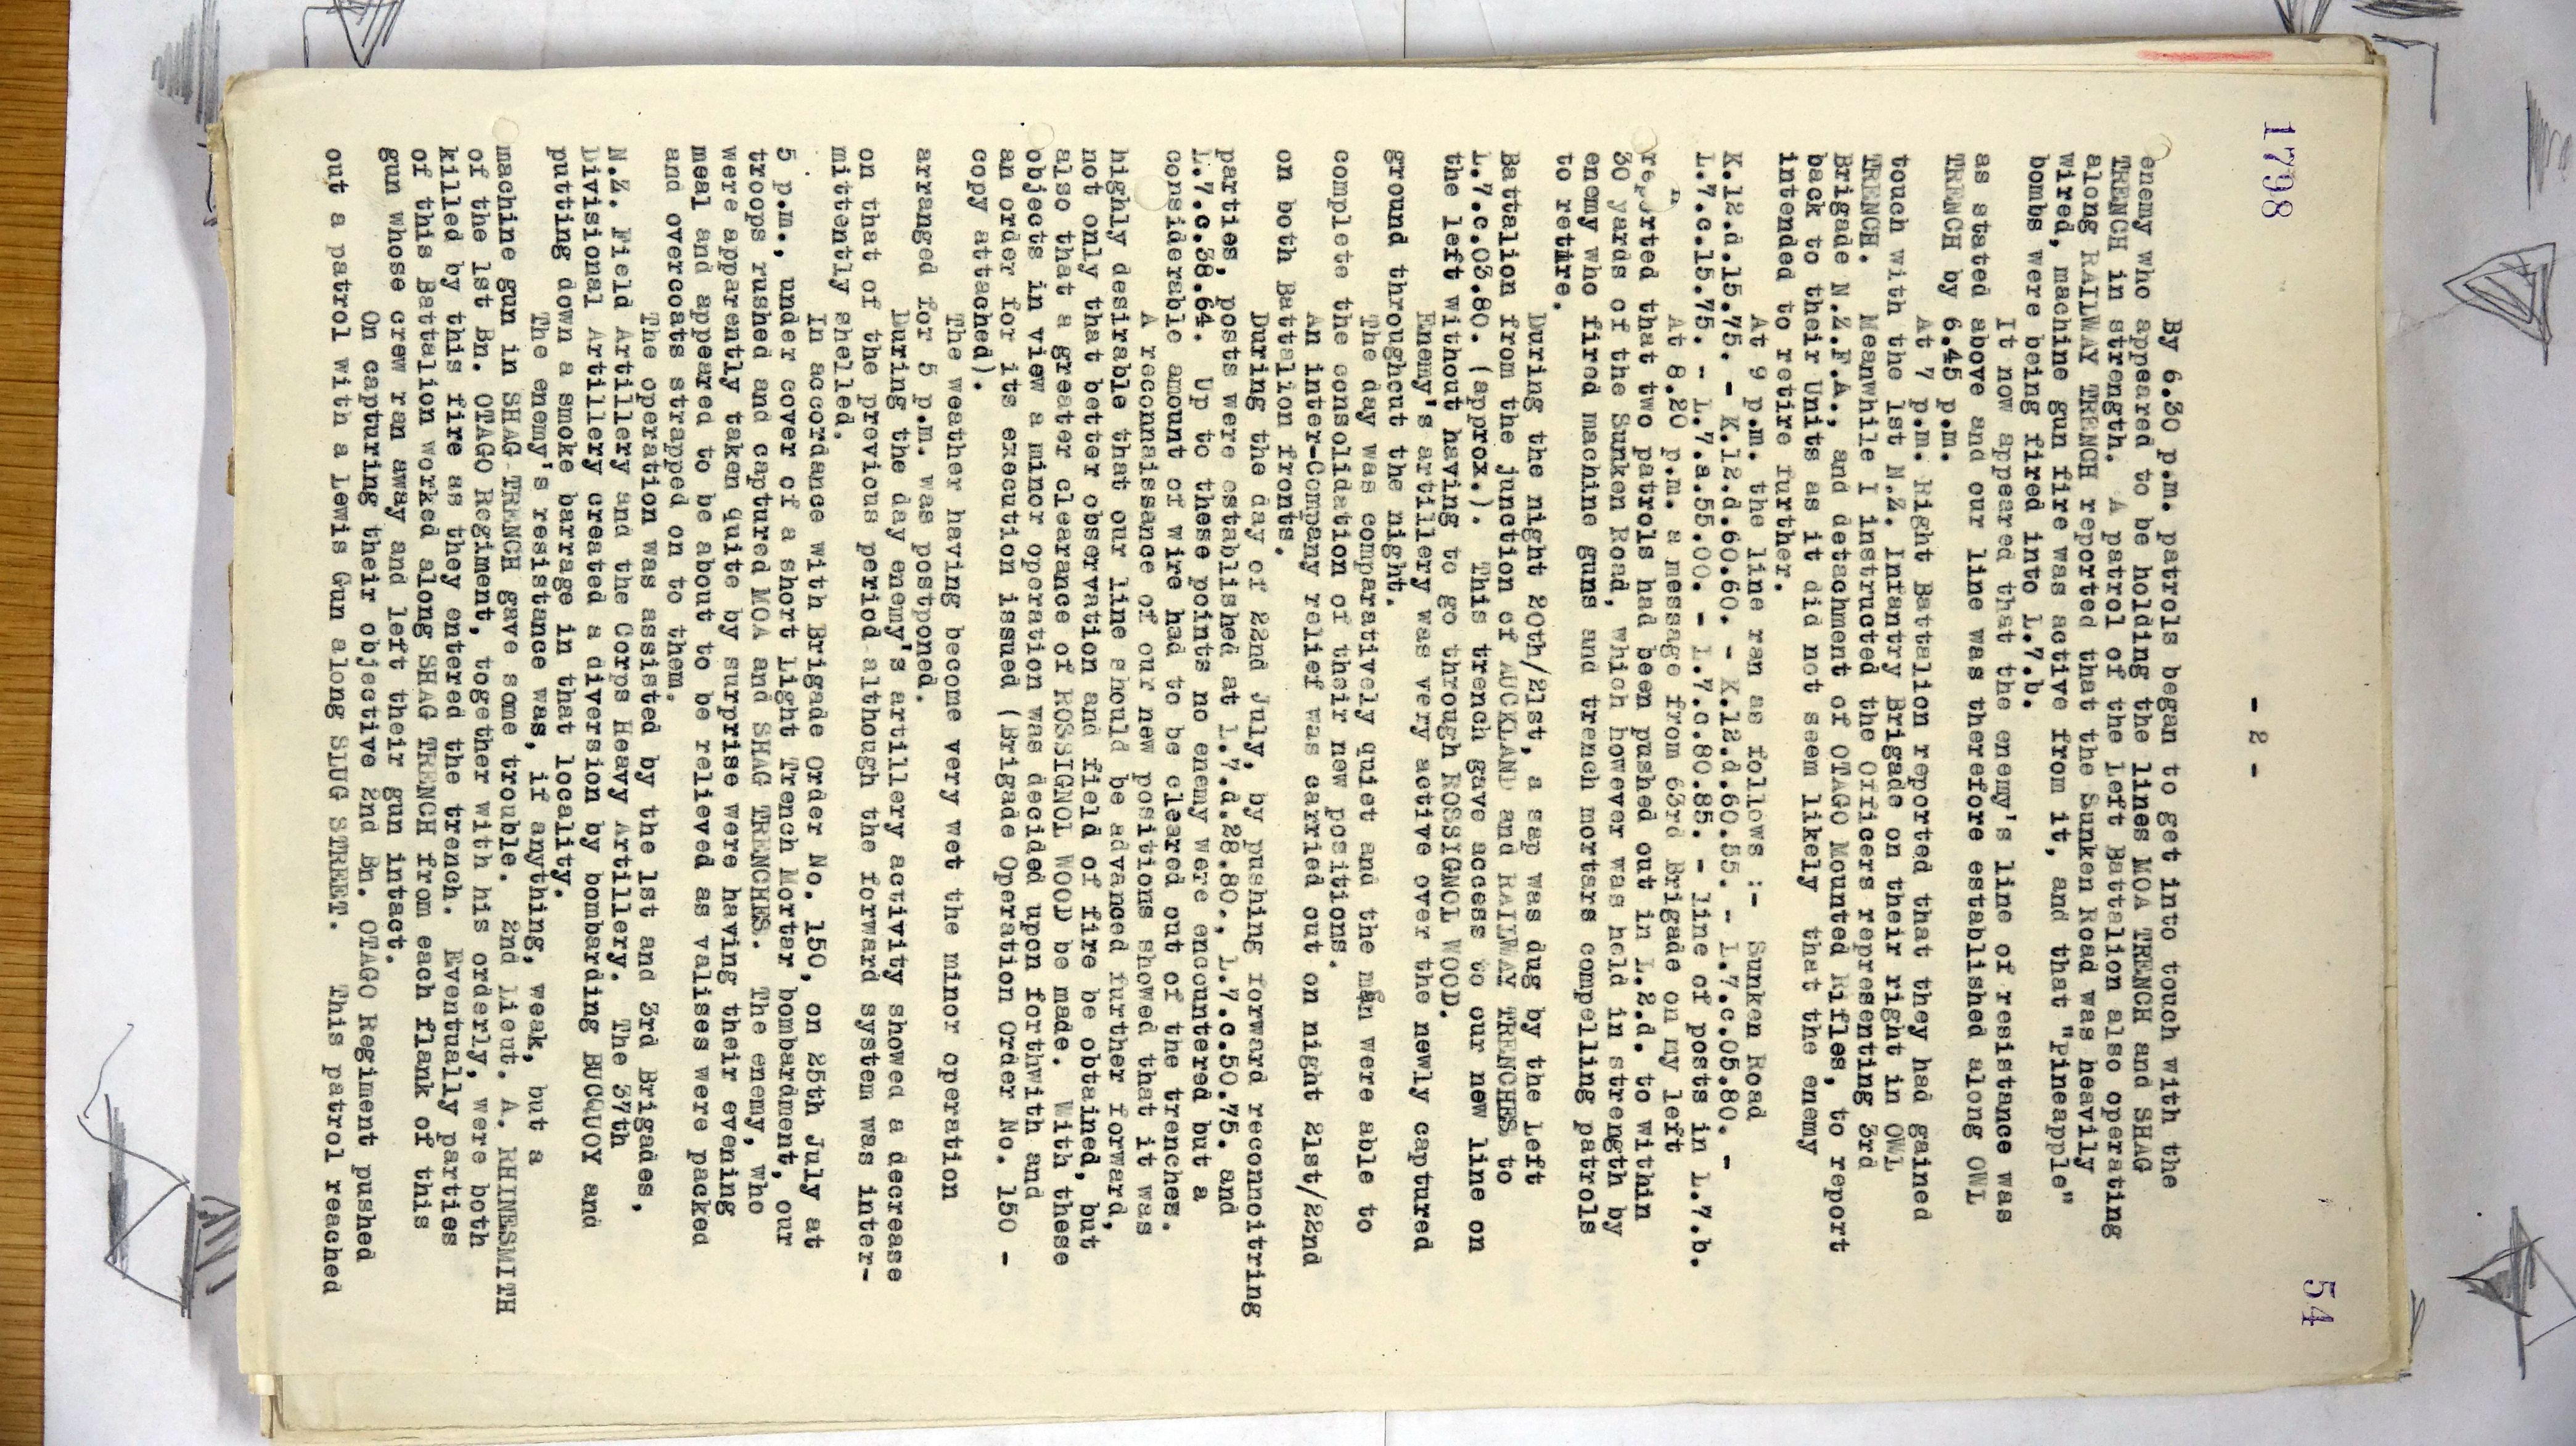 1798
54
- 2 -
By 6.30 p.m. patrols began to get into touch with the
enemy who appeared to be holding the lines MOA TRENCH and SHAG
TRENCH in strength. A patrol of the Left Battalion also operating
along RAILWAY TRENCH reported that the Sunken Road was heavily
wired, machine gun fire was active from it, and that "Pineapple"
bombs were being fired into L.7.b.
It now appeared that the enemy's line of resistance was
as stated above and our line was therefore established along OWL
TRENCH by 6.45 p.m.
At 7 p.m. Right Battalion reported that they had gained
touch with the 1st N.Z. Infantry Brigade on their right in OWL
TRENCH. Meanwhile I instructed the Officers representing 3rd
Brigade N.Z.F.A., and detachment of OTAGO Mounted Rifles, to report
back to their Units as it did not seem likely that the enemy
intended to retire further.
At 9 p.m. the line ran as follows :- Sunken Road
K.12.d.15.75. - K.12.d.60.60. - K.12.d.60.55. - L.7.c.05.80. -
L.7.c.15.75. - L.7.a.55.00. - L.7.c.80.85. - line of posts in L.7.b.
At 8.20 p.m. a message from 63rd Brigade on my left
reported that two patrols had been pushed out in L.2.d. to within
30 yards of the Sunken Road, which however was held in strength by
enemy who fired machine guns and trench mortars compelling patrols
to retire.
During the night 20th/21st, a sap was dug by the Left
Battalion from the junction of AUCKLAND and RAILWAY TRENCHES to
L.7.c.03.80. (approx.). This trench gave access to our new line on
the left without having to go through ROSSIGNOL WOOD.
Enemy's artillery was very active over the newly captured
ground throughout the night.
The day was comparatively quiet and the men were able to
complete the consolidation of their new positions.
An inter-Company relief was carried out on night 21st/22nd
on both Battalion fronts.
During the day of 22nd July, by pushing forward reconnoitring
parties, posts were established at L.7.d.28.80., L.7.c.50.75. and
L.7.c.38.64. Up to these points no enemy were encountered but a
considerable amount of wire had to be cleared out of the trenches.
A reconnaissance of our new positions showed that it was
highly desirable that our line should be advanced further forward,
not only that better observation and field of fire be obtained, but
also that a greater clearance of ROSSIGNOL WOOD be made. With these
objects in view a minor operation was decided upon forthwith and
an order for its execution issued (Brigade Operation Order No. 150 -
copy attached).
The weather having become very wet the minor operation
arranged for 5 p.m. was postponed.
During the day enemy's artillery activity showed a decrease
on that of the previous period although the forward system was inter-
mittently shelled.
In accordance with Brigade Order No. 150, on 25th July at
5 p.m., under cover of a short Light Trench Mortar bombardment, our
troops rushed and captured MOA and SHAG TRENCHES. The enemy, who
were apparently taken quite by surprise were having their evening
meal and appeared to be about to be relieved as valises were packed
and overcoats strapped on to them.
The operation was assisted by the 1st and 3rd Brigades,
N.Z. Field Artillery and the Corps Heavy Artillery. The 37th
Divisional Artillery created a diversion by bombarding BUCQUOY and
putting down a smoke barrage in that locality.
The enemy's resistance was, if anything, weak, but a
machine gun in SHAG TRENCH gave some trouble. 2nd Lieut. A. RHINESMITH
of the 1st Bn. OTAGO Regiment, together with his orderly, were both
killed by this fire as they entered the trench. Eventually parties
of this Battalion worked along SHAG TRENCH from each flank of this
gun whose crew ran away and left their gun intact.
On capturing their objective 2nd Bn. OTAGO Regiment pushed
out a patrol with a Lewis Gun along SLUG STREET. This patrol reached